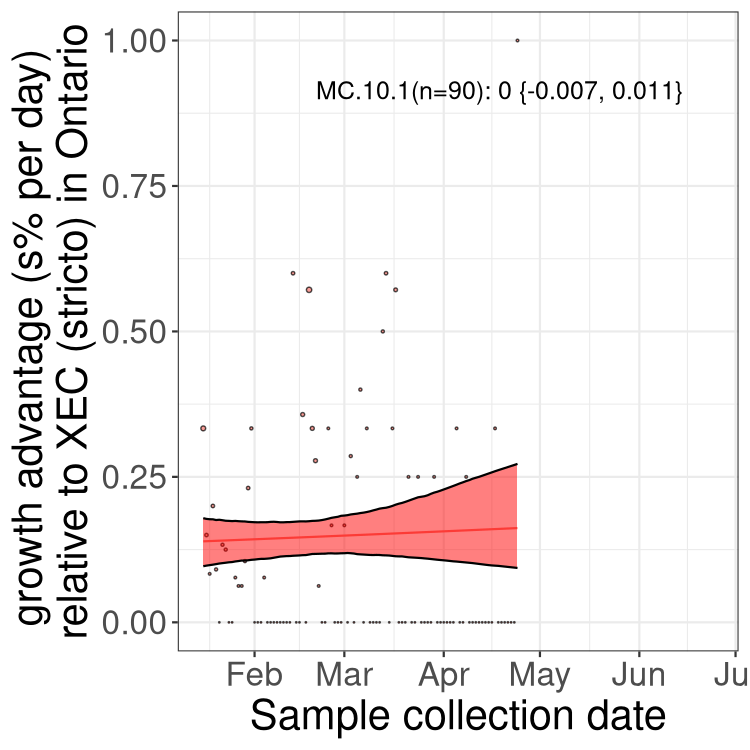 growth advantage (s% per day)
relative to XEC (stricto) in Ontario
1.00
0.75
0.50
0.25
0.00
MC.10.1(n=90): 0 {-0.007, 0.011}
Feb Mar Apr May Jun Ju
Sample collection date